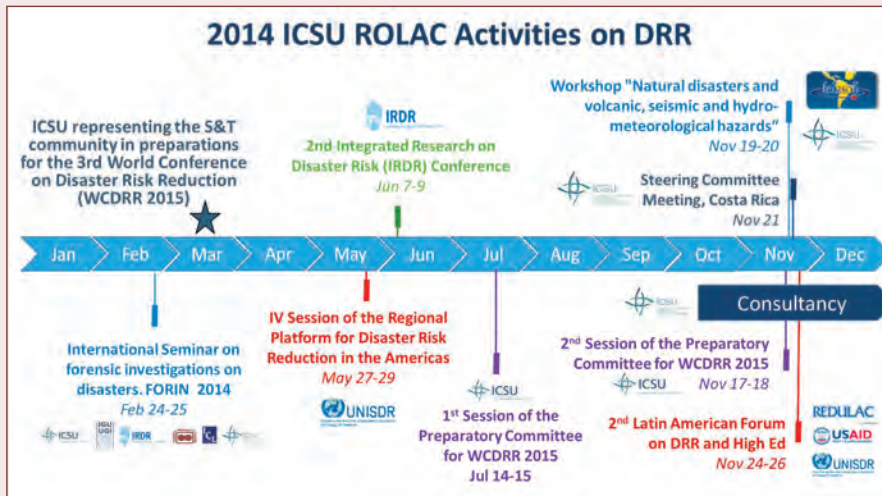 2014 ICSU ROLAC Activities on DRR
ICSU representing the S&T
community in preparations
for the 3rd World Conference
on Disaster Risk Reduction
(WCDRR 2015)
IRDR
2nd Integrated Research on
Disaster Risk (IRDR) Conference
Jun 7-9
Workshop "Natural disasters and
volcanic, seismic and hydro-
meteorological hazards"
Nov 19-20
ICSU
ICSU
Steering Committee
Meeting, Costa Rica
Nov 21
Jan
Feb
Mar
Apr
May
Jun
Jul
Aug
Sep
Oct
Nov
Dec
ICSU
Consultancy
International Seminar on
forensic investigations on
disasters. FORIN 2014
Feb 24-25
ICSU
IGU
UGI
IRDR
IV Session of the Regional
Platform for Disaster Risk
Reduction in the Americas
May 27-29
UNISDR
ICSU
1st Session of the
Preparatory Committee
for WCDRR 2015
Jul 14-15
2nd Session of the Preparatory
Committee for WCDRR 2015
ICSU
Nov 17-18
2nd Latin American Forum
on DRR and High Ed
Nov 24-26
REDULAC
USAID
UNISDR